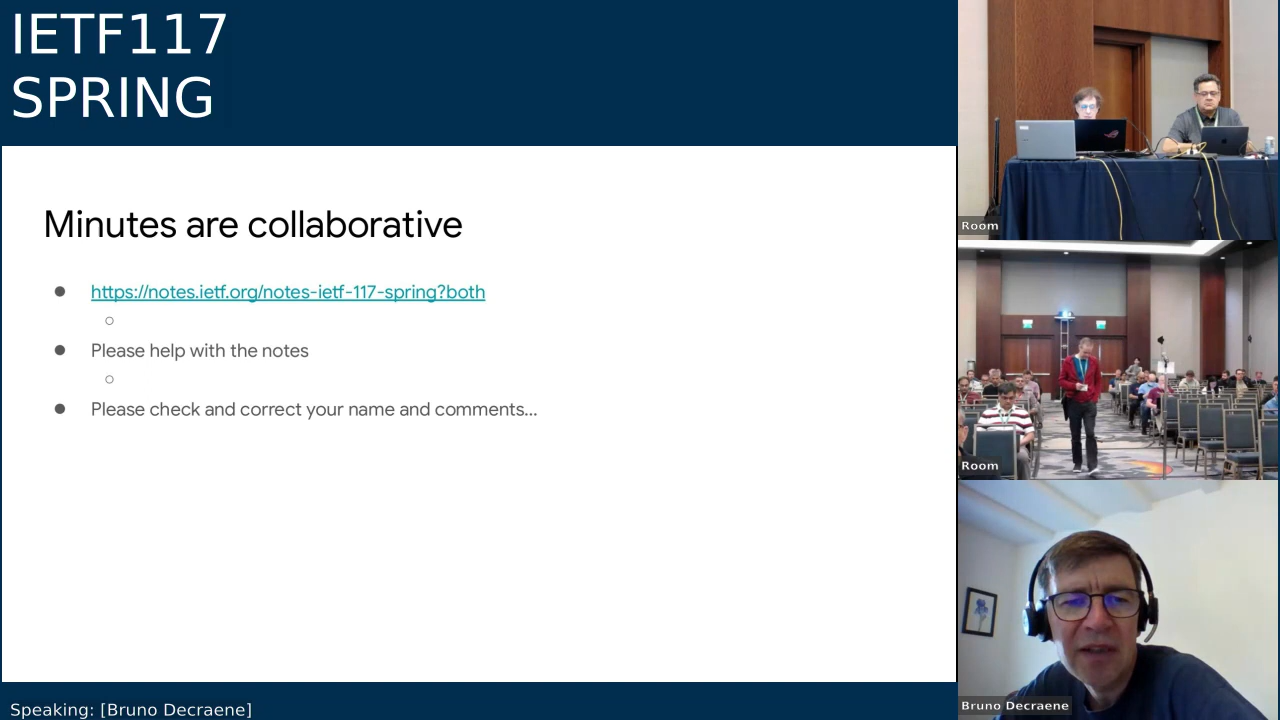 IETF117
SPRING
Minutes are collaborative
https://notes.ietf.org/notes-ietf-117-spring?both
Please help with the notes
Please check and correct your name and comments...
Speaking: [Bruno Decraene]
Room
Room
Bruno Decraene